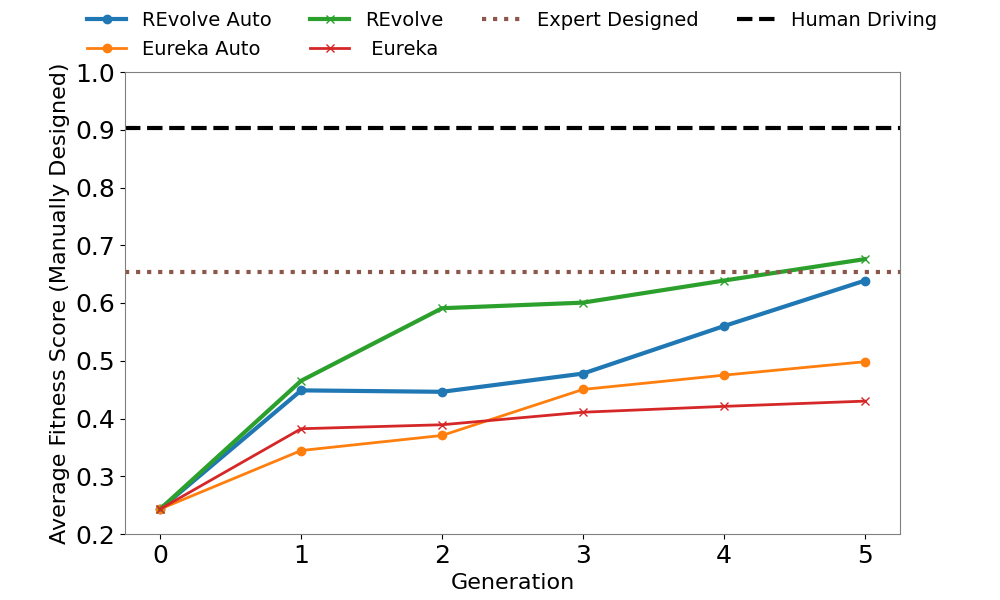 REvolve Auto REvolve Expert Designed Human Driving
Eureka Auto Eureka
Average Fitness Score (Manually Designed)
1.0
0.9
0.8
0.7
0.6
0.5
0.4
0.3
0.2
0 1 2 3 4 5
Generation